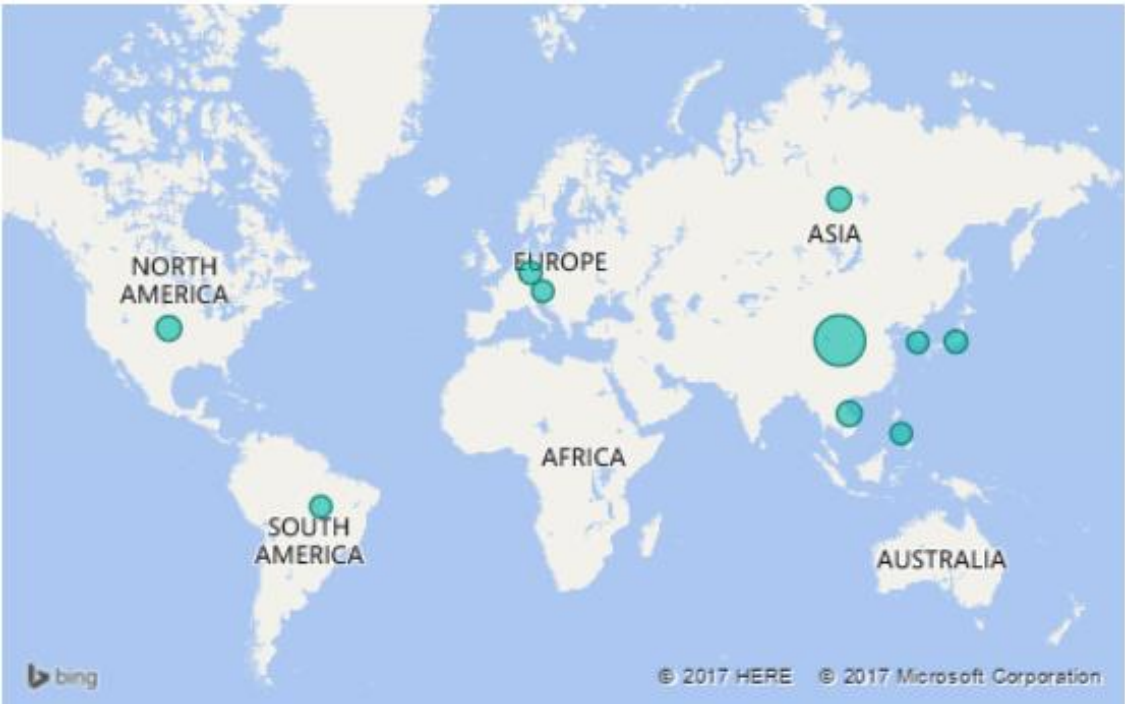 ASIA
EUROPE
NORTH
AMERICA
AFRICA
SOUTH
AMERICA
AUSTRALIA
bing
© 2017 HERE © 2017 Microsoft Corporation